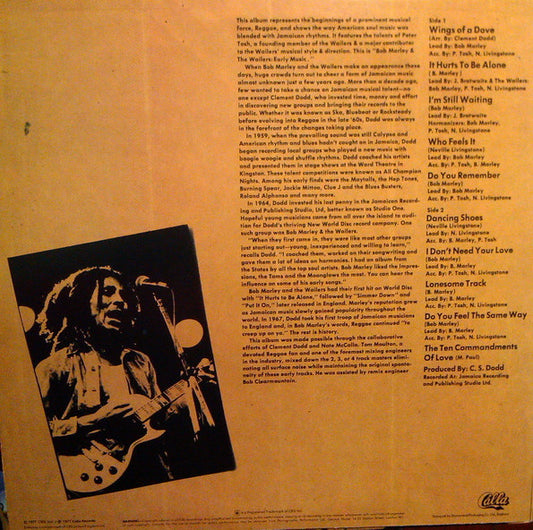 This album represents the beginnings of a prominent musical
force, Reggae, and shows the way American soul music was
blended with Jamaican rhythms. It features the talents of Peter
Tosh, a founding member of the Wailers & a major contributor
to the Wailers' musical style & direction. This is "Bob Marley &
The Wailers: Early Music."
When Bob Marley and the Wailers make an appearance these
days, huge crowds turn out to cheer a form of Jamaican music
almost unknown just a few years ago. More than a decade ago,
few wanted to take a chance on Jamaican musical talent—no
one except Clement Dodd, who invested time, money and effort
in discovering new groups and bringing their records to the
public. Whether it was known as Ska, Bluebeat or Rocksteady
before evolving into Reggae in the late '60s, Dodd was always
in the forefront of the changes taking place.
In 1959, when the prevailing sound was still Calypso and
American rhythm and blues hadn't caught on in Jamaica, Dodd
began recording local groups who played a new music with
boogie woogie and shuffle rhythms. Dodd coached his artists
and presented them in stage shows at the Ward Theatre in
Kingston. These talent competitions were known as All Champion
Nights. Among his early finds were the Maytalls, the Hep Tones,
Burning Spear, Jackie Mittoo, Clue J and the Blues Busters,
Roland Alphonso and many more.
In 1964, Dodd invested his last penny in the Jamaica Record-
ing and Publishing Studio, Ltd, better known as Studio One.
Hopeful young musicians came from all over the island to audi-
tion for Dodd's thriving New World Disc record company. One
such group was Bob Marley & the Wailers.
"When they first came in, they were like most other groups
just starting out—young, inexperienced and willing to learn,"
recalls Dodd. "I coached them, worked on their songwriting and
gave them a lot of ideas on harmonies. I had an album from
the States by all the top soul artists. Bob Marley liked the Impres-
sions, the Tams and the Moonglows the most. You can hear the
influence on some of his early songs."
Bob Marley and the Wailers had their first hit on World Disc
with "It Hurts To Be Alone," followed by "Simmer Down" and
"Put It On," later released in England. Marley's reputation grew
as Jamaican music slowly gained popularity throughout the
world. In 1967, Dodd took his first troop of Jamaican musicians
to England and, in Bob Marley's words, Reggae continued "to
creep up on ya." The rest is history.
This album was made possible through the collaborative
efforts of Clement Dodd and Nate McCalla. Tom Moulton, a
devoted Reggae fan and one of the foremost mixing engineers
in the industry, mixed down the 2, 3, or 4 track masters elimi-
nating all surface noise while maintaining the original sponta-
neity of these early tracks. He was assisted by remix engineer
Bob Clearmountain.
Side 1
Wings of a Dove
(Arr. By: Clement Dodd)
Lead By: Bob Marley
Acc. By: P. Tosh, N. Livingstone
It Hurts To Be Alone
(B. Marley)
Lead By: J. Bratwaite & The Wailers:
Bob Marley, P. Tosh, N. Livingstone
I'm Still Waiting
(Bob Marley)
Lead By: J. Bratwaite
Harmonizers: Bob Marley,
P. Tosh, N. Livingstone
Who Feels It
(Neville Livingstone)
Lead By: Bob Marley
Acc. By: P. Tosh, B. Marley
Do You Remember
(Bob Marley)
Lead By: Bob Marley
Acc. By: P. Tosh, N. Livingstone
Side 2
Dancing Shoes
(Neville Livingstone)
Lead By: N. Livingstone
Acc. By: B. Marley, P. Tosh
I Don't Need Your Love
(Bob Marley)
Lead By: B. Marley
Acc. By: P. Tosh, N. Livingstone
Lonesome Track
(B. Marley)
Lead By: B. Marley
Acc. By: P. Tosh, N. Livingstone
Do You Feel The Same Way
(Bob Marley)
Lead By: B. Marley
Acc. By: P. Tosh, N. Livingstone
The Ten Commandments
Of Love (M. Paul)
Produced By: C. S. Dodd
Recorded At: Jamaica Recording
and Publishing Studio Ltd.
Calla
℗ 1977 CBS Inc. © 1977 Calla Records
WARNING: